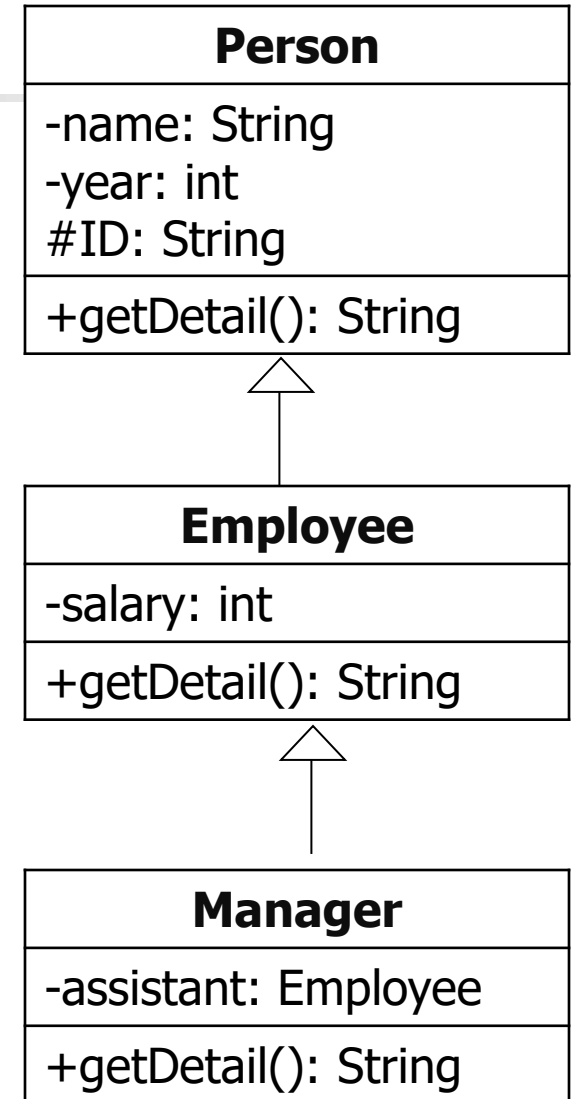 Person
-name: String
-year: int
#ID: String
+getDetail(): String
Employee
-salary: int
+getDetail(): String
Manager
-assistant: Employee
+getDetail(): String